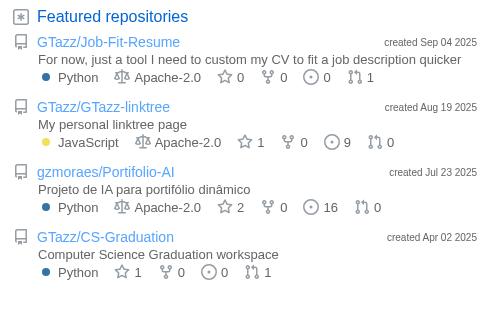 Featured repositories
GTazz/Job-Fit-Resume created Sep 04 2025
For now, just a tool I need to custom my CV to fit a job description quicker
Python Apache-2.0 0 0 0 1
GTazz/GTazz-linktree created Aug 19 2025
My personal linktree page
JavaScript Apache-2.0 1 0 9 0
gzmoraes/Portifolio-AI created Jul 23 2025
Projeto de IA para portifólio dinâmico
Python Apache-2.0 2 0 16 0
GTazz/CS-Graduation created Apr 02 2025
Computer Science Graduation workspace
Python 1 0 0 1